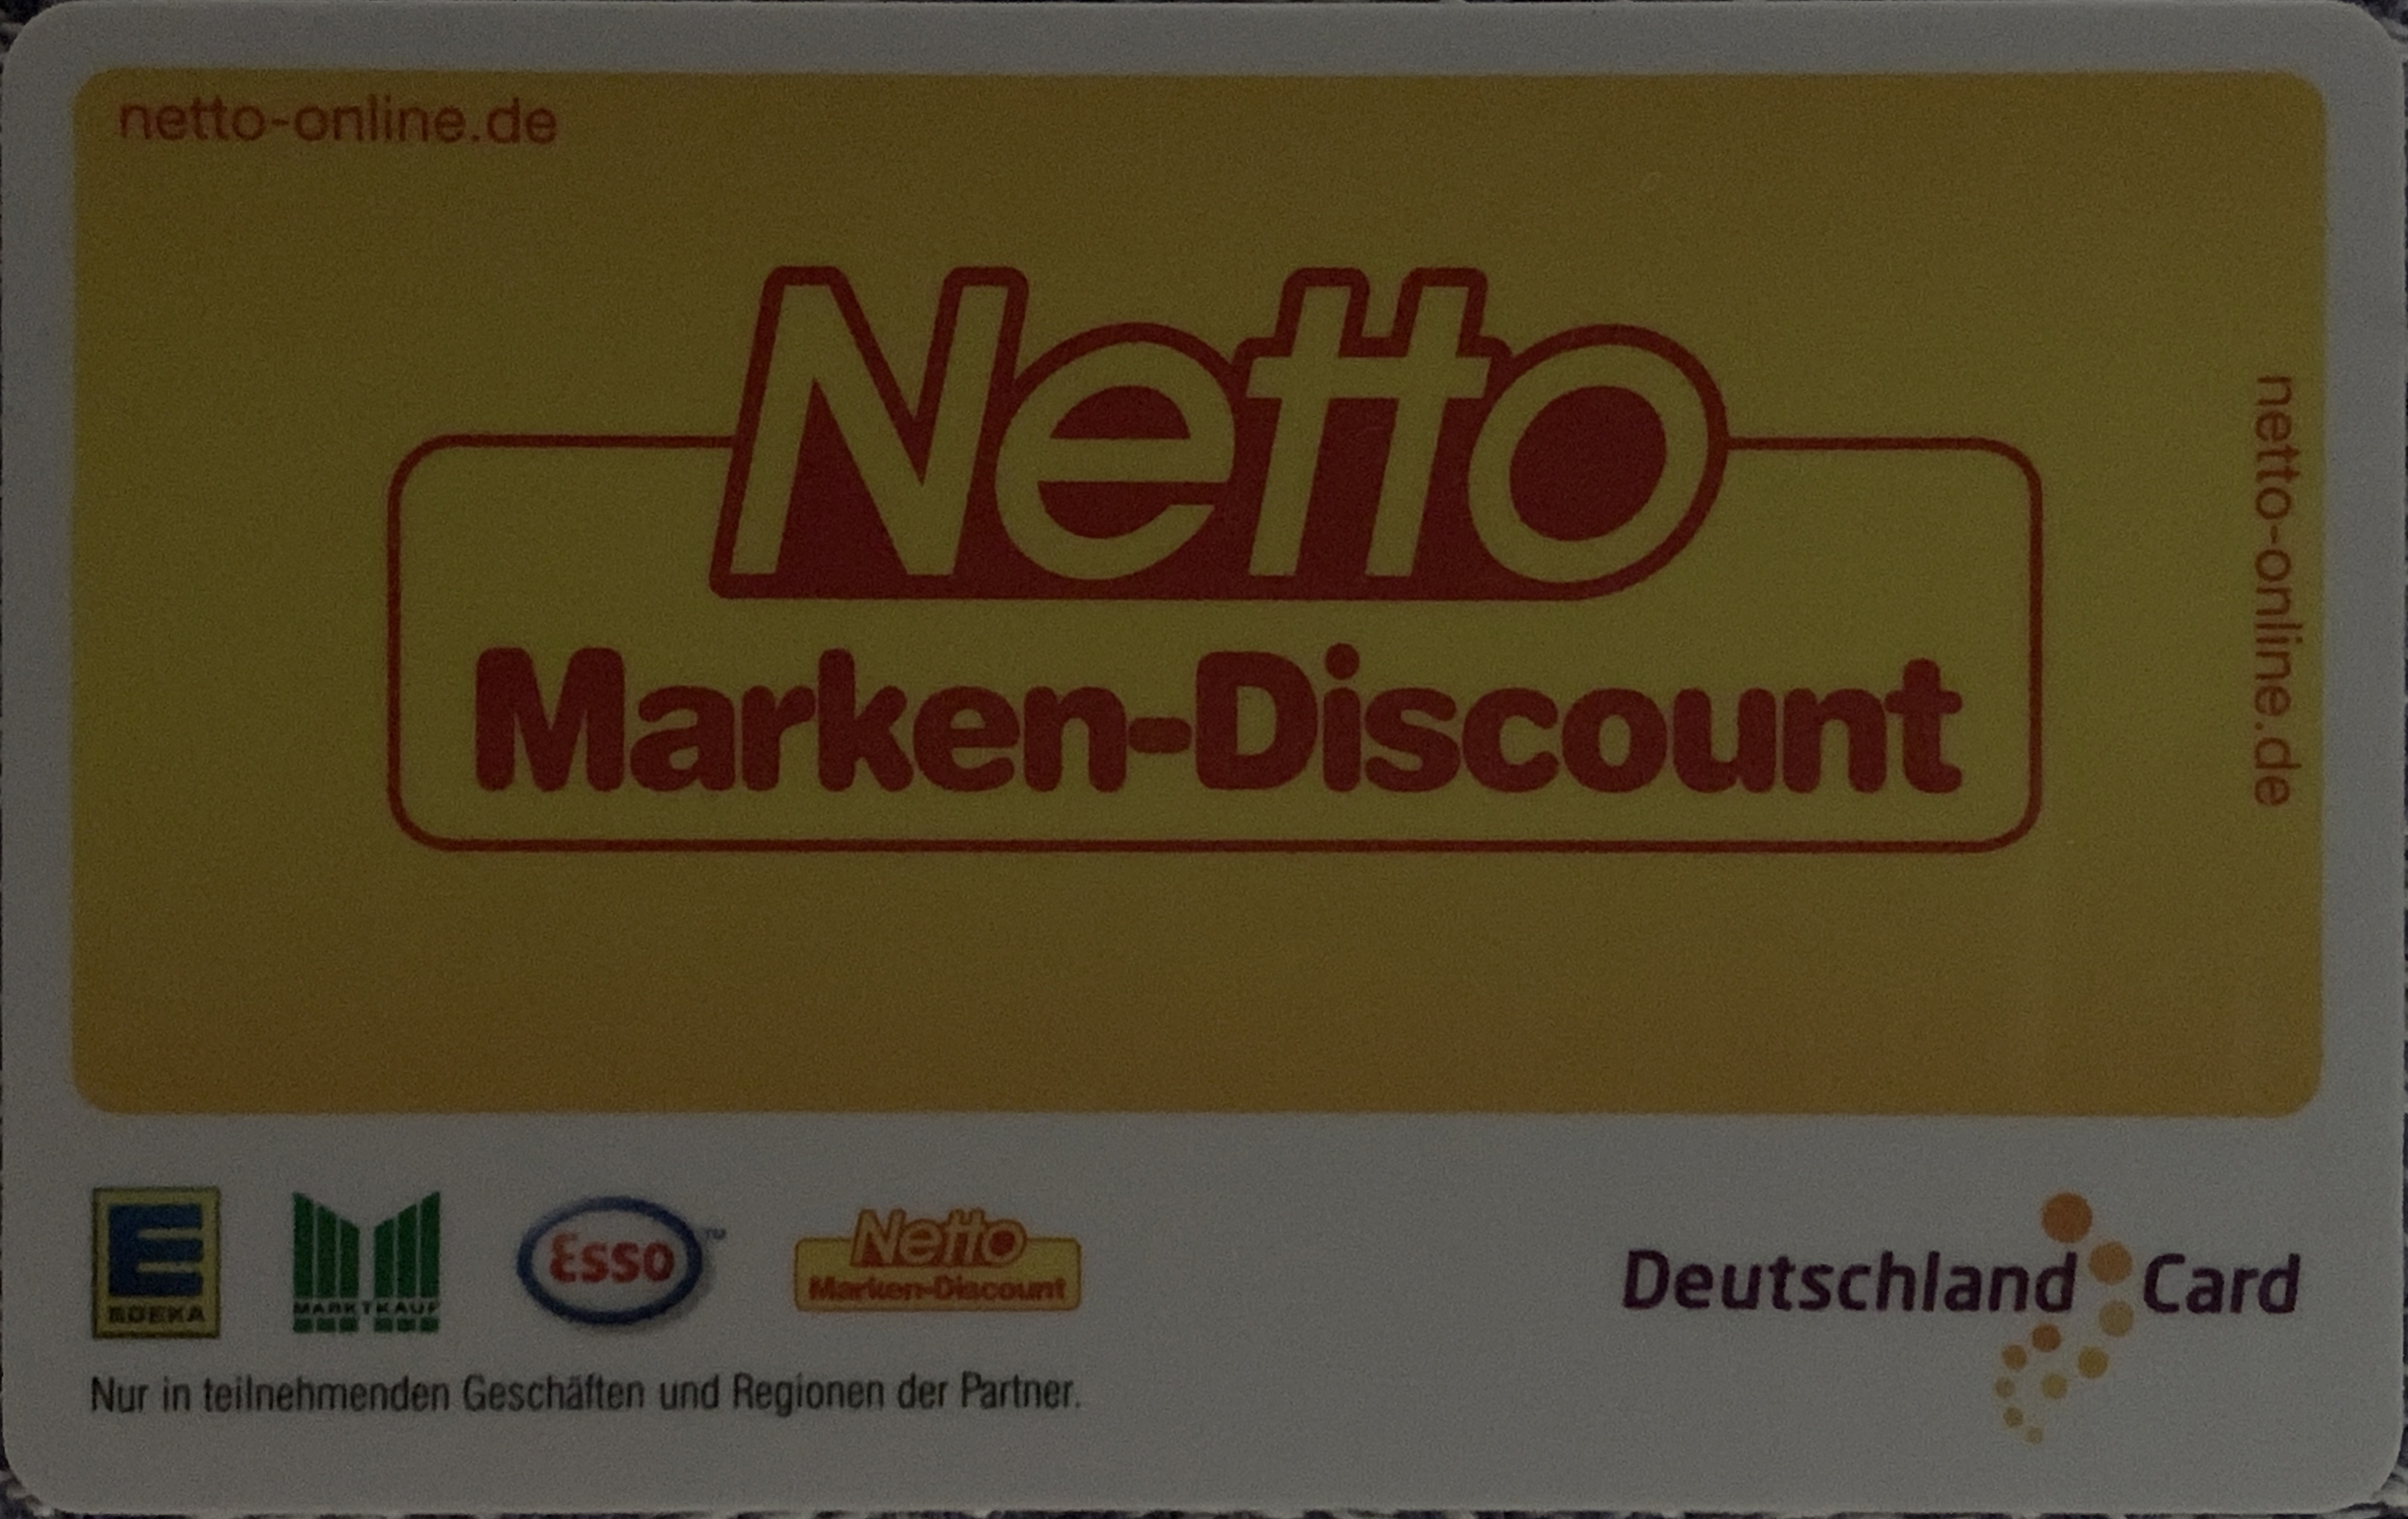 netto-online.de
Netto
Marken-Discount
netto-online.de
EDEKA
MARKTKAUF
Esso
TM
Netto
Marken-Discount
Deutschland Card
Nur in teilnehmenden Geschäften und Regionen der Partner.